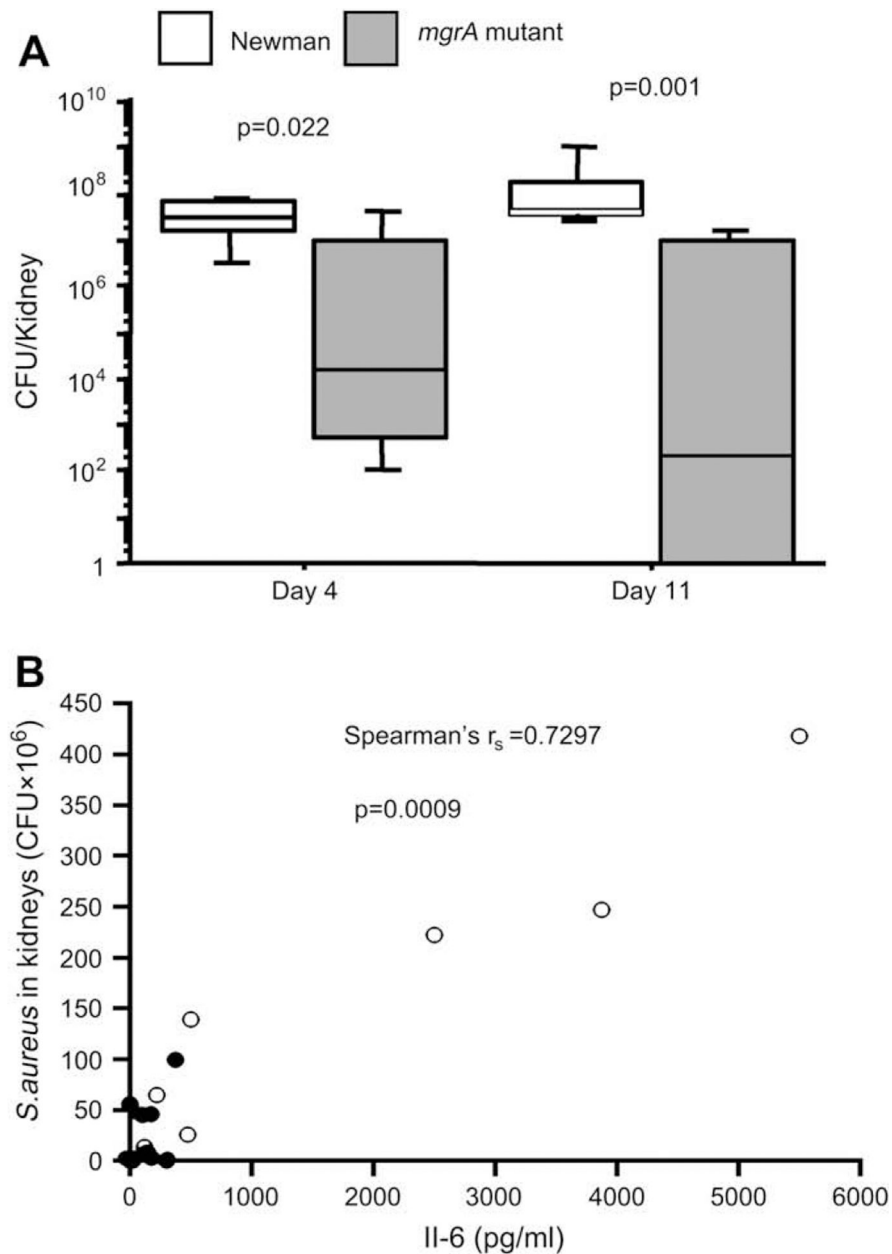 A
Newman
mgrA mutant
p=0.022
p=0.001
CFU/Kidney
10^10
10^8
10^6
10^4
10^2
1
Day 4
Day 11
B
Spearman's r_s =0.7297
p=0.0009
S.aureus in kidneys (CFU×10^6)
450
400
350
300
250
200
150
100
50
0
0 1000 2000 3000 4000 5000 6000
Il-6 (pg/ml)